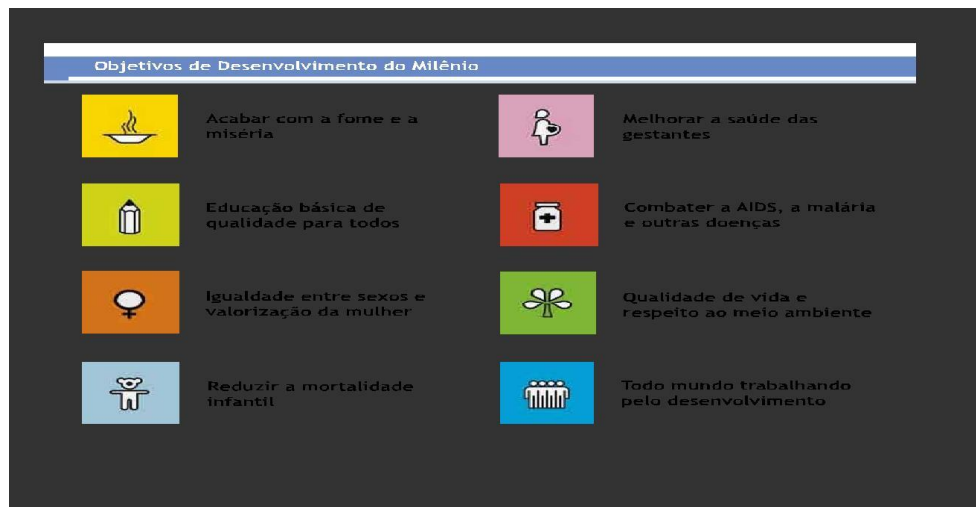 Objetivos de Desenvolvimento do Milênio
Acabar com a fome e a
miséria
Educação básica de
qualidade para todos
Igualdade entre sexos e
valorização da mulher
Reduzir a mortalidade
infantil
Melhorar a saúde das
gestantes
Combater a AIDS, a malária
e outras doenças
Qualidade de vida e
respeito ao meio ambiente
Todo mundo trabalhando
pelo desenvolvimento